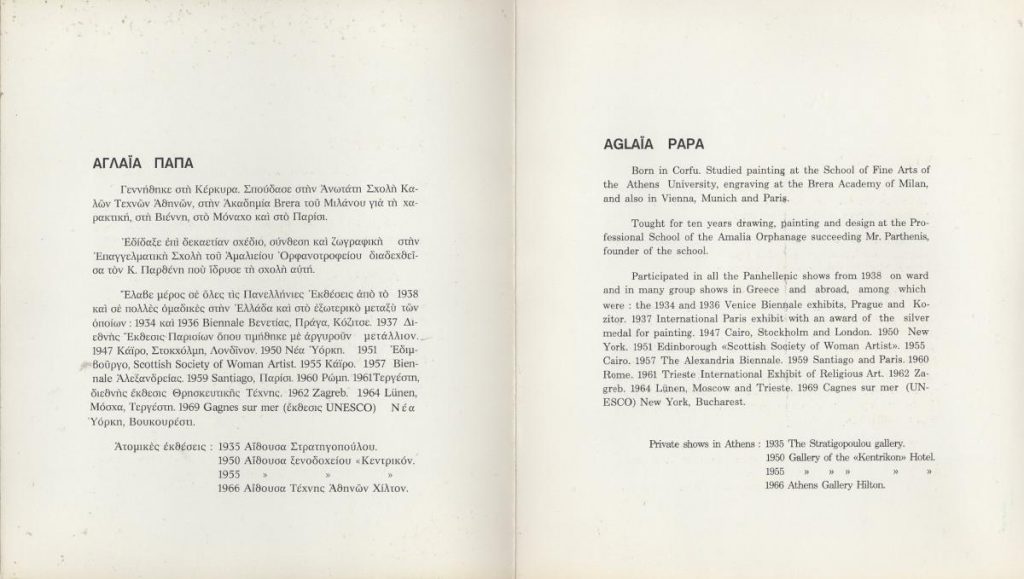 ΑΓΛΑΪΑ ΠΑΠΑ
Γεννήθηκε στὴ Κέρκυρα. Σπούδασε στὴν Ἀνωτάτη Σχολὴ Κα-
λῶν Τεχνῶν Ἀθηνῶν, στὴν Ἀκαδημία Brera τοῦ Μιλάνου γιὰ τὴ χα-
ρακτική, στὴ Βιέννη, στὸ Μόναχο καὶ στὸ Παρίσι.
Ἐδίδαξε ἐπὶ δεκαετίαν σχέδιο, σύνθεση καὶ ζωγραφικὴ στὴν
Ἐπαγγελματικὴ Σχολὴ τοῦ Ἀμαλιείου Ὀρφανοτροφείου διαδεχθεῖ-
σα τὸν Κ. Παρθένη ποὺ ἵδρυσε τὴ σχολὴ αὐτή.
Ἔλαβε μέρος σὲ ὅλες τὶς Πανελλήνιες Ἐκθέσεις ἀπὸ τὸ 1938
καὶ σὲ πολλὲς ὁμαδικὲς στὴν Ἑλλάδα καὶ στὸ ἐξωτερικὸ μεταξὺ τῶν
ὁποίων : 1934 καὶ 1936 Biennale Βενετίας, Πράγα, Κόζιτσε. 1937 Δι-
εθνὴς Ἔκθεσις Παρισίων ὅπου τιμήθηκε μὲ ἀργυροῦν μετάλλιον.
1947 Κάϊρο, Στοκχόλμη, Λονδῖνον. 1950 Νέα Ὑόρκη. 1951 Ἐδιμ-
βοῦργο, Scottish Society of Woman Artist. 1955 Κάϊρο. 1957 Bien-
nale Ἀλεξανδρείας. 1959 Santiago, Παρίσι. 1960 Ρώμη. 1961 Τεργέστη,
διεθνὴς ἔκθεσις Θρησκευτικῆς Τέχνης. 1962 Zagreb. 1964 Lünen,
Μόσχα, Τεργέστη. 1969 Gagnes sur mer (ἔκθεσις UNESCO) Νέα
Ὑόρκη, Βουκουρέστι.
Ἀτομικὲς ἐκθέσεις : 1935 Αἴθουσα Στρατηγοπούλου.
1950 Αἴθουσα ξενοδοχείου «Κεντρικόν.
1955 » » »
1966 Αἴθουσα Τέχνης Ἀθηνῶν Χίλτον.
AGLAÏA PAPA
Born in Corfu. Studied painting at the School of Fine Arts of
the Athens University, engraving at the Brera Academy of Milan,
and also in Vienna, Munich and Paris.
Tought for ten years drawing, painting and design at the Pro-
fessional School of the Amalia Orphanage succeeding Mr. Parthenis,
founder of the school.
Participated in all the Panhellenic shows from 1938 on ward
and in many group shows in Greece and abroad, among which
were : the 1934 and 1936 Venice Biennale exhibits, Prague and Ko-
zitor. 1937 International Paris exhibit with an award of the silver
medal for painting. 1947 Cairo, Stockholm and London. 1950 New
York. 1951 Edinborough «Scottish Society of Woman Artist». 1955
Cairo. 1957 The Alexandria Biennale. 1959 Santiago and Paris. 1960
Rome. 1961 Trieste International Exhibit of Religious Art. 1962 Za-
greb. 1964 Lünen, Moscow and Trieste. 1969 Cagnes sur mer (UN-
ESCO) New York, Bucharest.
Private shows in Athens : 1935 The Stratigopoulou gallery.
1950 Gallery of the «Kentrikon» Hotel.
1955 » » » » »
1966 Athens Gallery Hilton.